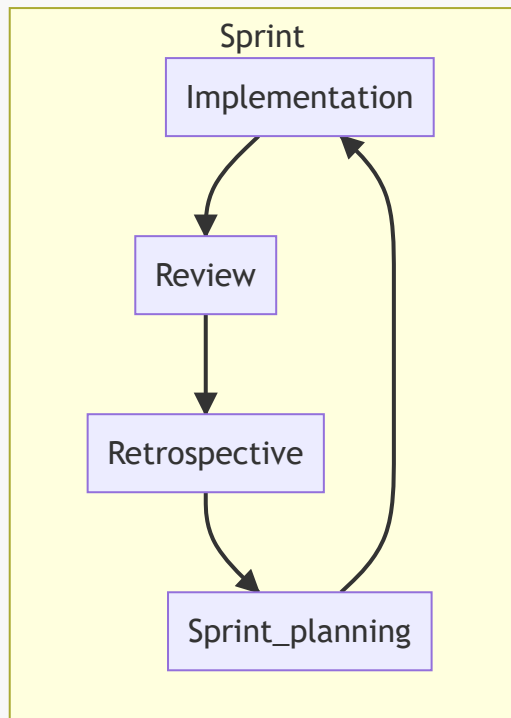 Sprint
Implementation
Review
Retrospective
Sprint_planning